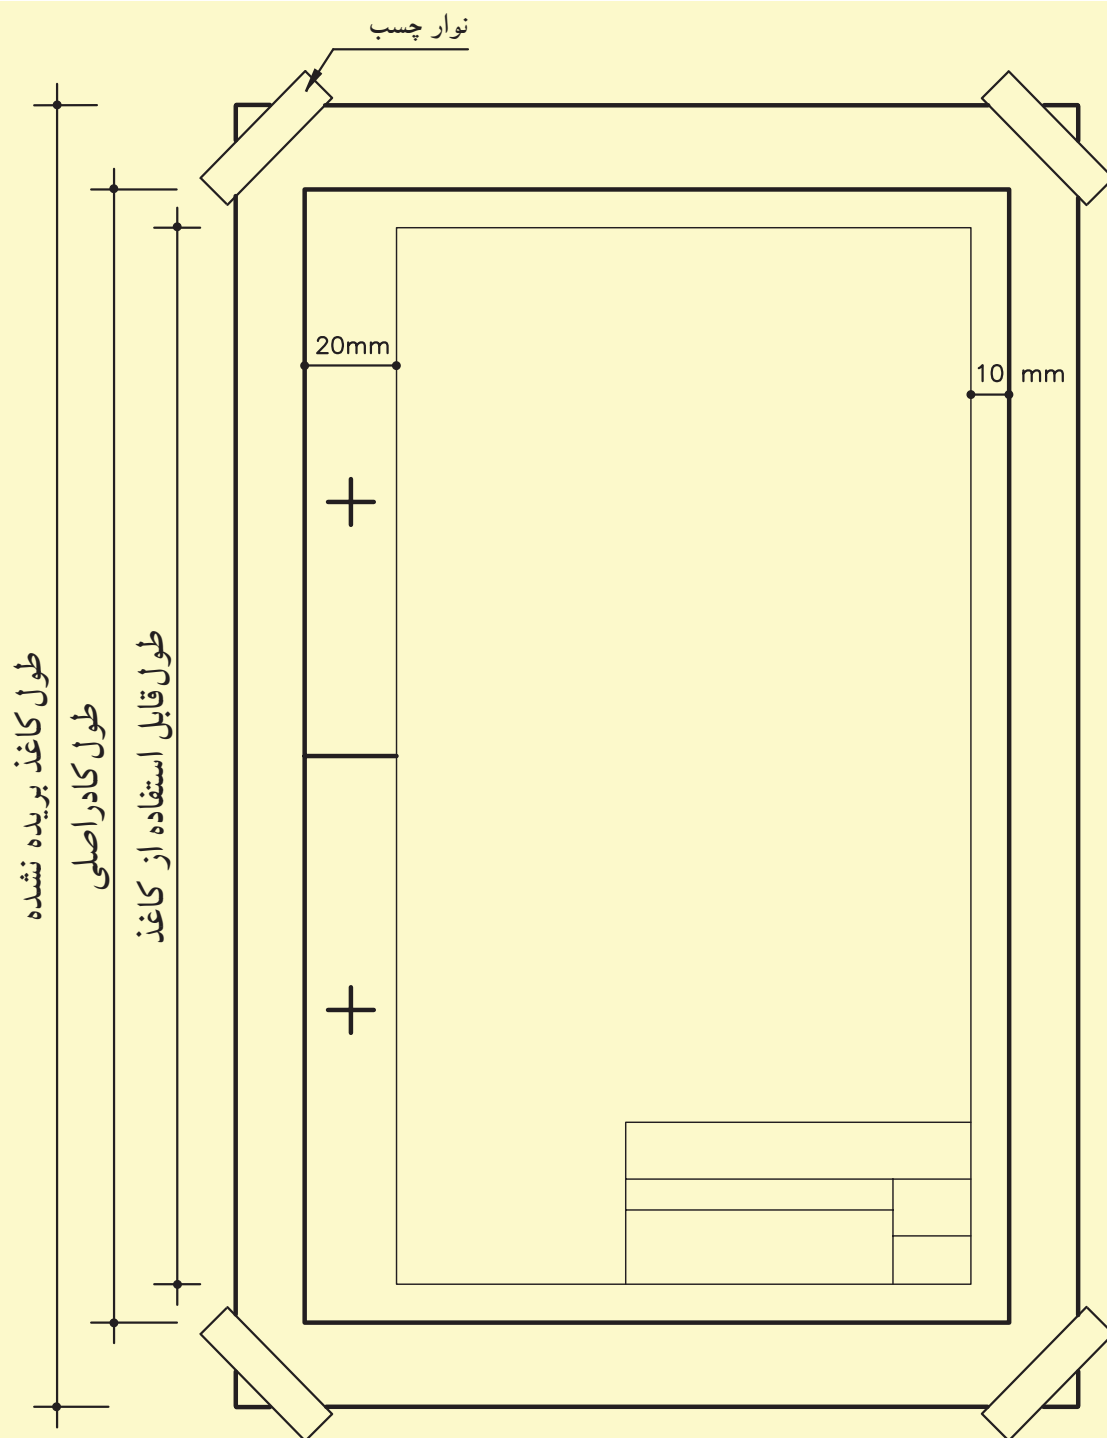 نوار چسب
20mm
10 mm
طول کاغذ بریده نشده
طول کادراصلی
طول قابل استفاده از کاغذ